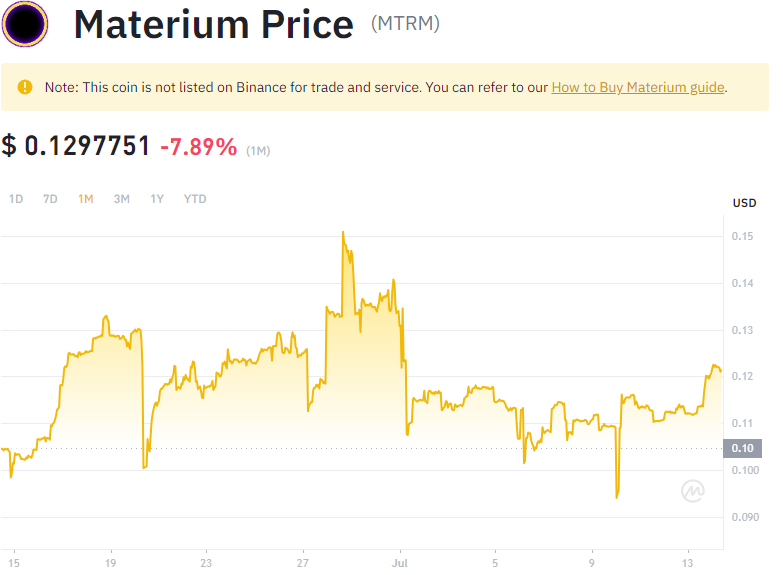 Materium Price (MTRM)
Note: This coin is not listed on Binance for trade and service. You can refer to our How to Buy Materium guide.
$ 0.1297751 -7.89% (1M)
1D 7D 1M 3M 1Y YTD
USD
0.15
0.14
0.13
0.12
0.11
0.10
0.100
0.090
15 19 23 27 Jul 5 9 13